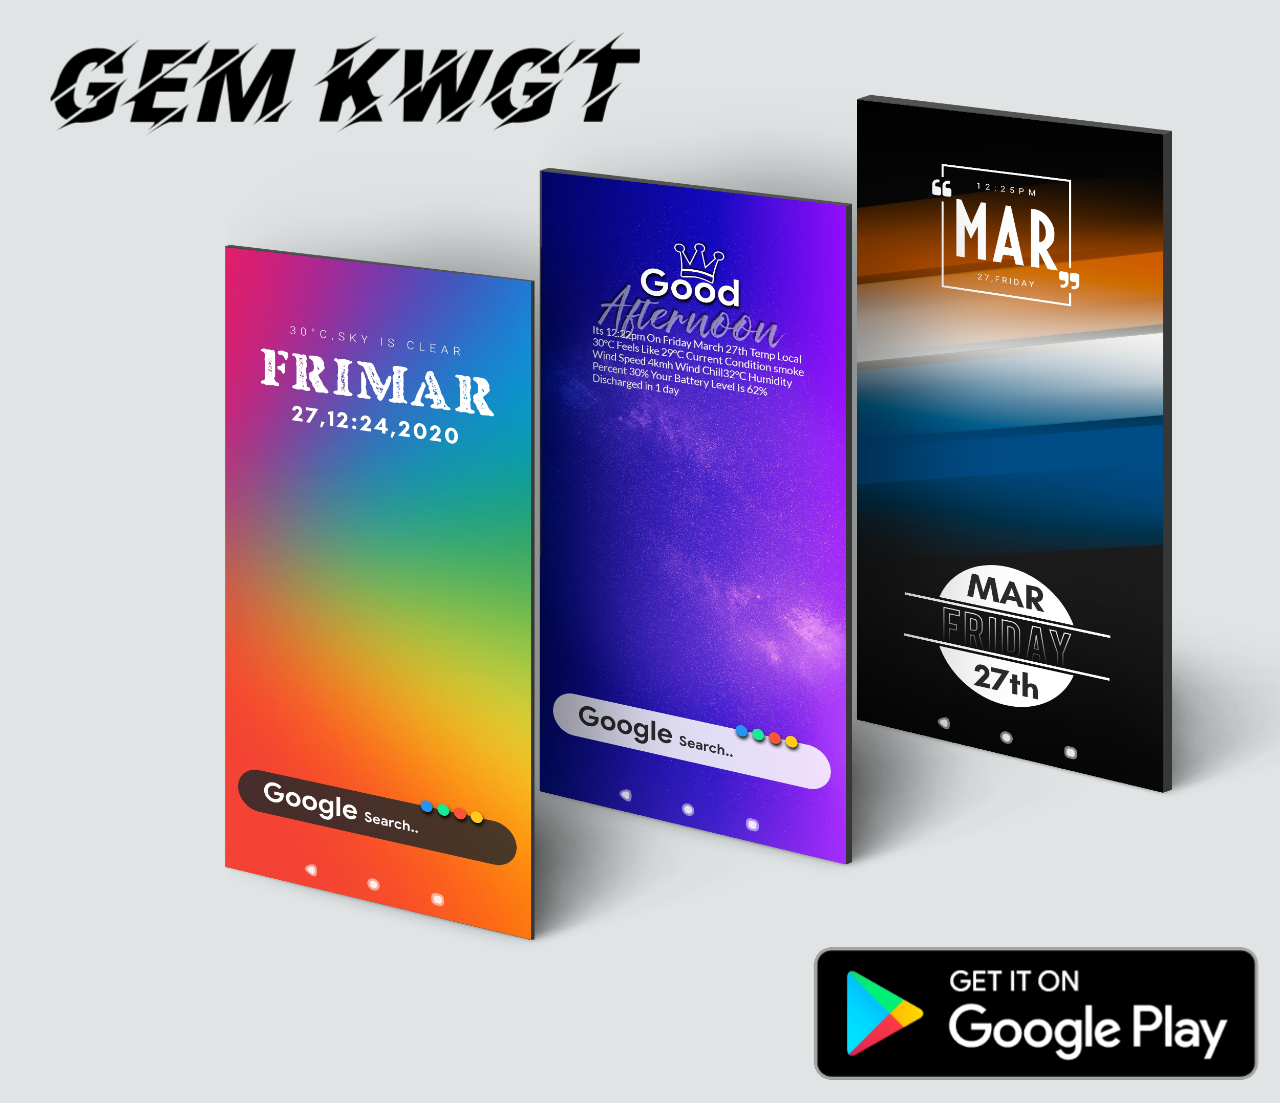 GEM KWGT
30°C,SKY IS CLEAR
FRIMAR
27,12:24,2020
Google Search..
Good
Afternoon
Its 12:22pm On Friday March 27th Temp Local
30°C Feels Like 29°C Current Condition smoke
Wind Speed 4kmh Wind Chill32°C Humidity
Percent 30% Your Battery Level Is 62%
Discharged in 1 day
Google Search..
“
12:25PM
MAR
27,FRIDAY
”
MAR
FRIDAY
27th
GET IT ON
Google Play